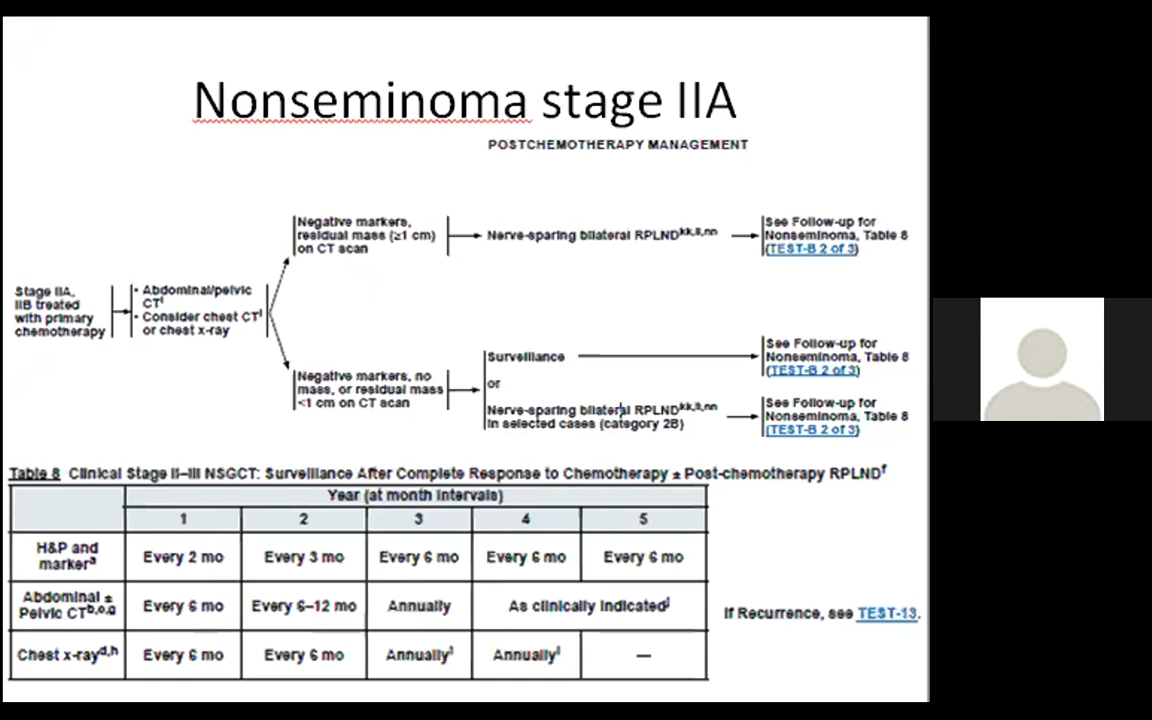 Nonseminoma stage IIA
POSTCHEMOTHERAPY MANAGEMENT
Stage IIA,
IIB treated
with primary
chemotherapy
• Abdominal/pelvic
CTⁱ
• Consider chest CTⁱ
or chest x-ray
Negative markers,
residual mass (≥1 cm)
on CT scan
Nerve-sparing bilateral RPLND
See Follow-up for
Nonseminoma, Table 8
(TEST-B 2 of 3)
Negative markers, no
mass, or residual mass
<1 cm on CT scan
Surveillance
or
Nerve-sparing bilateral RPLND
in selected cases (category 2B)
See Follow-up for
Nonseminoma, Table 8
(TEST-B 2 of 3)
See Follow-up for
Nonseminoma, Table 8
(TEST-B 2 of 3)
Table 8 Clinical Stage II–III NSGCT: Surveillance After Complete Response to Chemotherapy ± Post-chemotherapy RPLNDᶠ
Year (at month intervals)
1 2 3 4 5
H&P and
markerᵃ
Every 2 mo Every 3 mo Every 6 mo Every 6 mo Every 6 mo
Abdominal ±
Pelvic CT
Every 6 mo Every 6–12 mo Annually As clinically indicatedʲ
Chest x-rayᵈ,ʰ Every 6 mo Every 6 mo Annuallyⁱ Annuallyⁱ —
If Recurrence, see TEST-13.